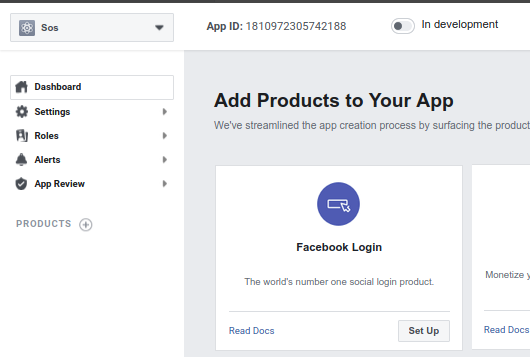 Sos
App ID: 1810972305742188
In development
Dashboard
Settings
Roles
Alerts
App Review
PRODUCTS
Add Products to Your App
We've streamlined the app creation process by surfacing the product
Facebook Login
The world's number one social login product.
Read Docs
Set Up
Monetize y
Read Docs